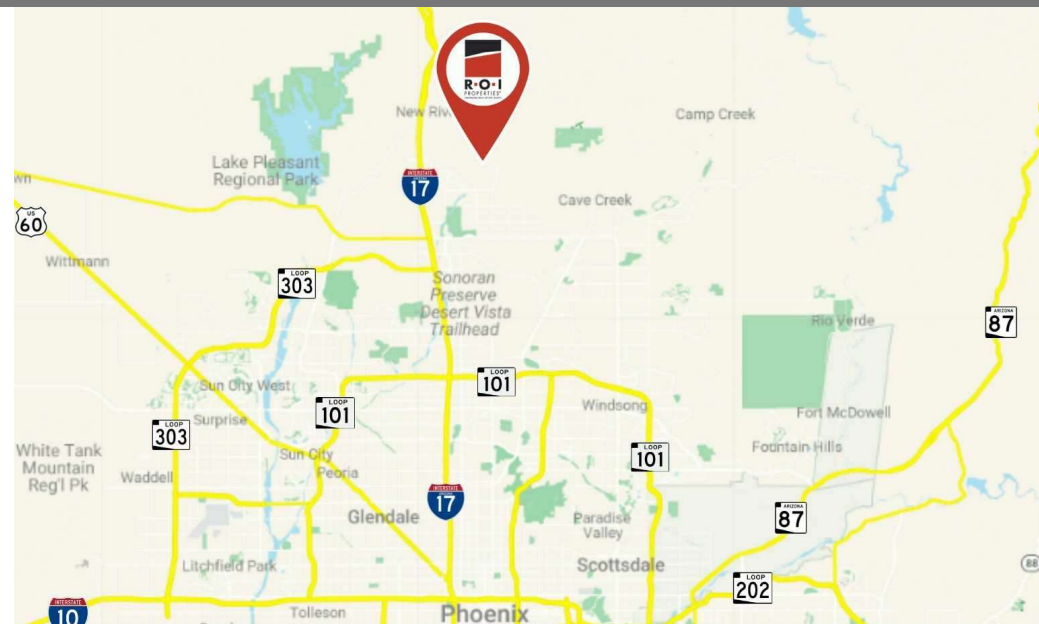 R·O·I
PROPERTIES
New Riv
Camp Creek
Lake Pleasant
Regional Park
INTERSTATE
17
wn
Cave Creek
US
60
Wittmann
LOOP
303
Sonoran
Preserve
Desert Vista
Trailhead
ARIZONA
87
Rio Verde
LOOP
101
Sun City West
LOOP
101
Windsong
Fort McDowell
Surprise
LOOP
303
White Tank
Mountain
Reg'l Pk
Waddell
Sun City
Peoria
LOOP
101
Fountain Hills
INTERSTATE
17
Glendale
Paradise
Valley
ARIZONA
87
Litchfield Park
Scottsdale
88
LOOP
202
INTERSTATE
10
Tolleson
Phoenix